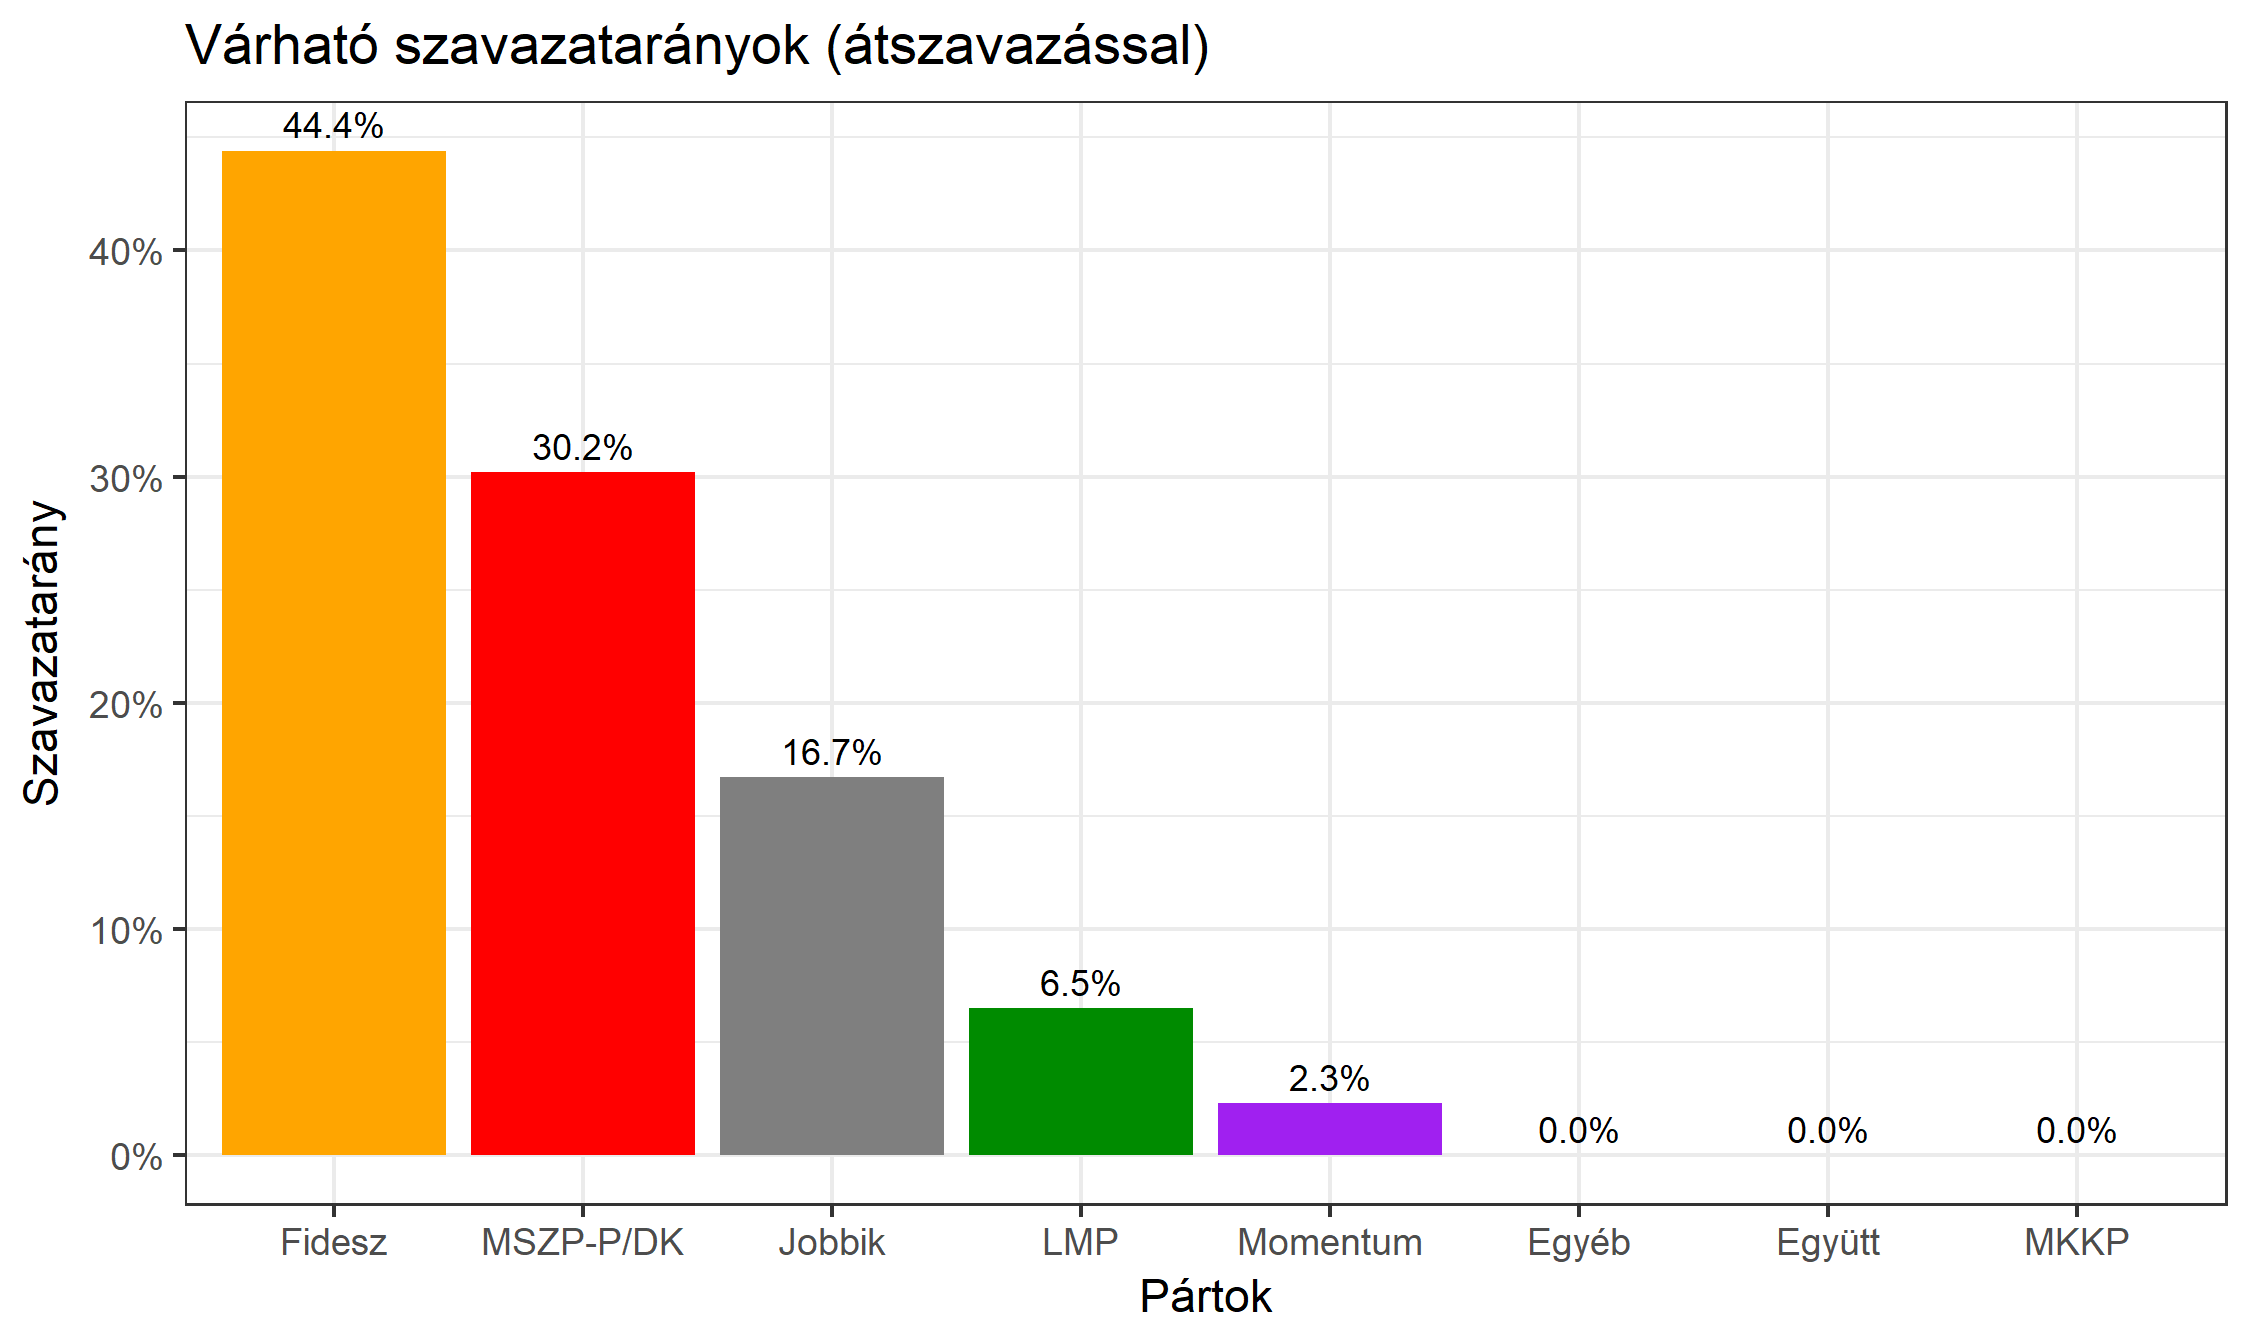 Várható szavazatarányok (átszavazással)
44.4%
30.2%
16.7%
6.5%
2.3%
0.0%
0.0%
0.0%
40%
30%
20%
10%
0%
Szavazatarány
Fidesz
MSZP-P/DK
Jobbik
LMP
Momentum
Egyéb
Együtt
MKKP
Pártok